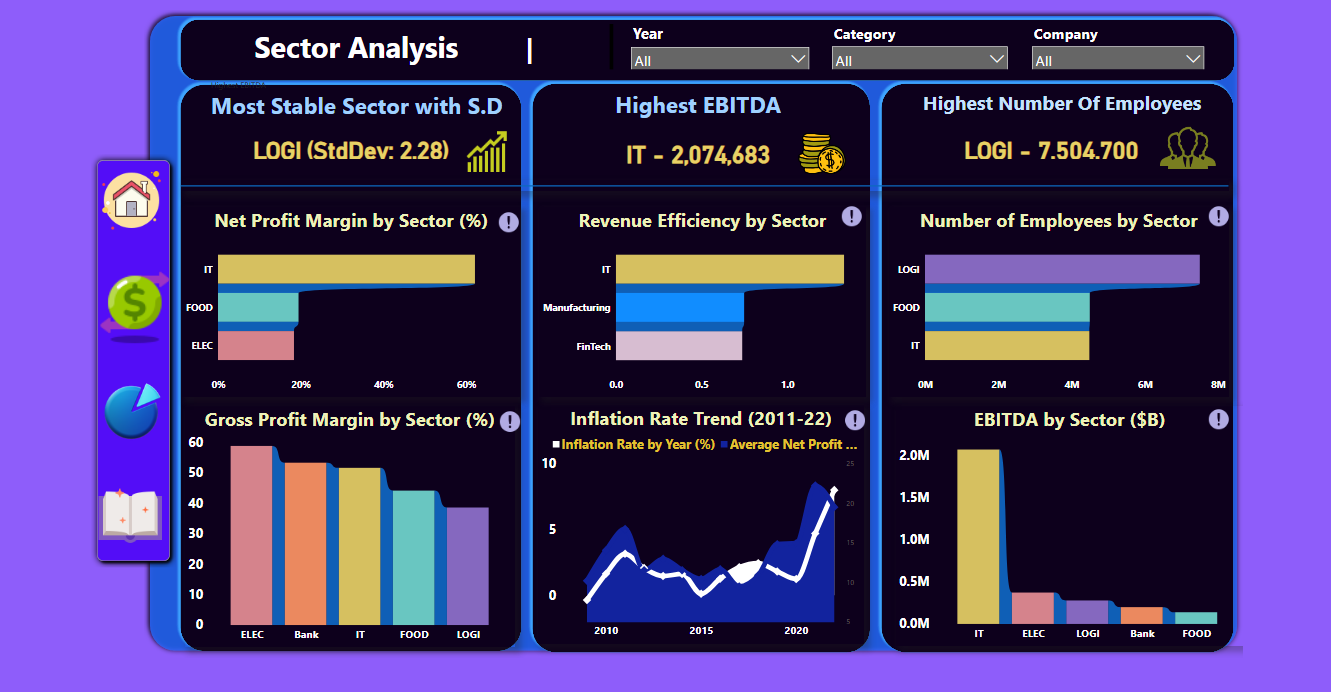 Sector Analysis
|
Year
All
Category
All
Company
All
Highest EBITDA
Most Stable Sector with S.D
LOGI (StdDev: 2.28)
Highest EBITDA
IT - 2,074,683
Highest Number Of Employees
LOGI - 7.504.700
Net Profit Margin by Sector (%)
IT
FOOD
ELEC
0% 20% 40% 60%
Revenue Efficiency by Sector
IT
Manufacturing
FinTech
0.0 0.5 1.0
Number of Employees by Sector
LOGI
FOOD
IT
0M 2M 4M 6M 8M
Gross Profit Margin by Sector (%)
60
50
40
30
20
10
0
ELEC Bank IT FOOD LOGI
Inflation Rate Trend (2011-22)
Inflation Rate by Year (%) Average Net Profit ...
10
5
0
25
20
15
10
5
2010 2015 2020
EBITDA by Sector ($B)
2.0M
1.5M
1.0M
0.5M
0.0M
IT ELEC LOGI Bank FOOD